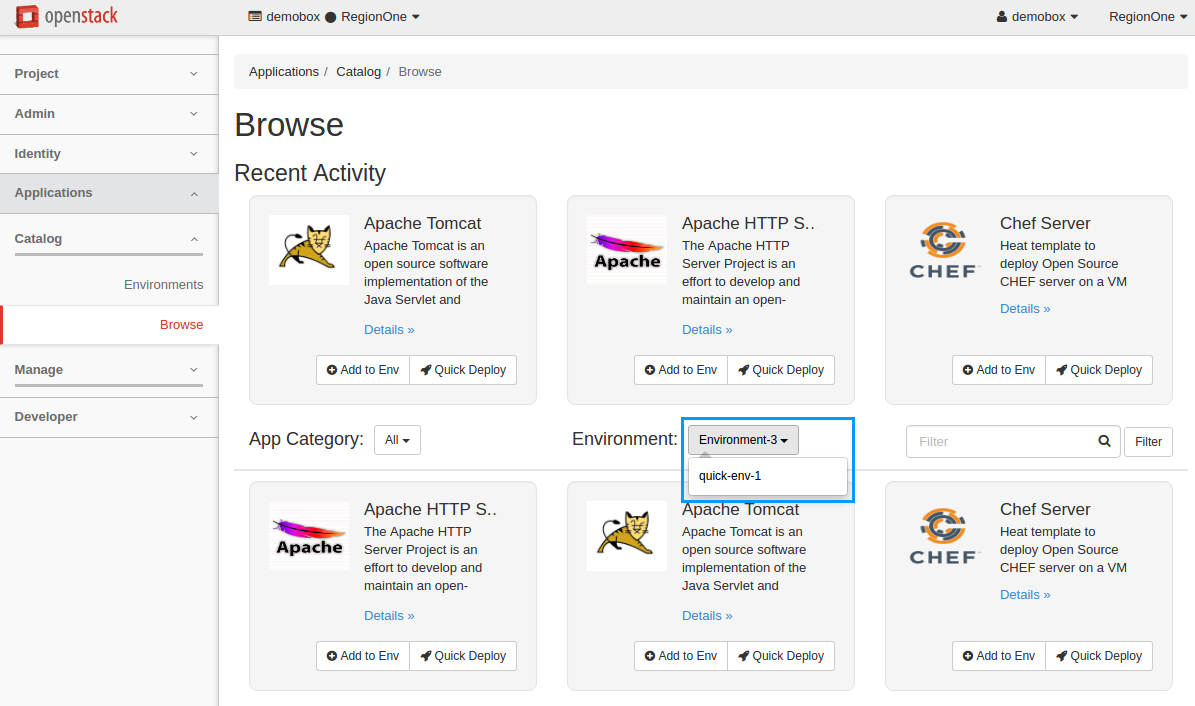 openstack
demobox RegionOne
demobox
RegionOne
Project
Admin
Identity
Applications
Catalog
Environments
Browse
Manage
Developer
Applications / Catalog / Browse
Browse
Recent Activity
Apache Tomcat
Apache Tomcat is an
open source software
implementation of the
Java Servlet and
Details »
Add to Env
Quick Deploy
Apache
Apache HTTP S..
The Apache HTTP
Server Project is an
effort to develop and
maintain an open-
Details »
Add to Env
Quick Deploy
CHEF
Chef Server
Heat template to
deploy Open Source
CHEF server on a VM
Details »
Add to Env
Quick Deploy
App Category:
All
Environment:
Environment-3
quick-env-1
Filter
Filter
Apache
Apache HTTP S..
The Apache HTTP
Server Project is an
effort to develop and
maintain an open-
Details »
Add to Env
Quick Deploy
Apache Tomcat
Apache Tomcat is an
open source software
implementation of the
Java Servlet and
Details »
Add to Env
Quick Deploy
CHEF
Chef Server
Heat template to
deploy Open Source
CHEF server on a VM
Details »
Add to Env
Quick Deploy